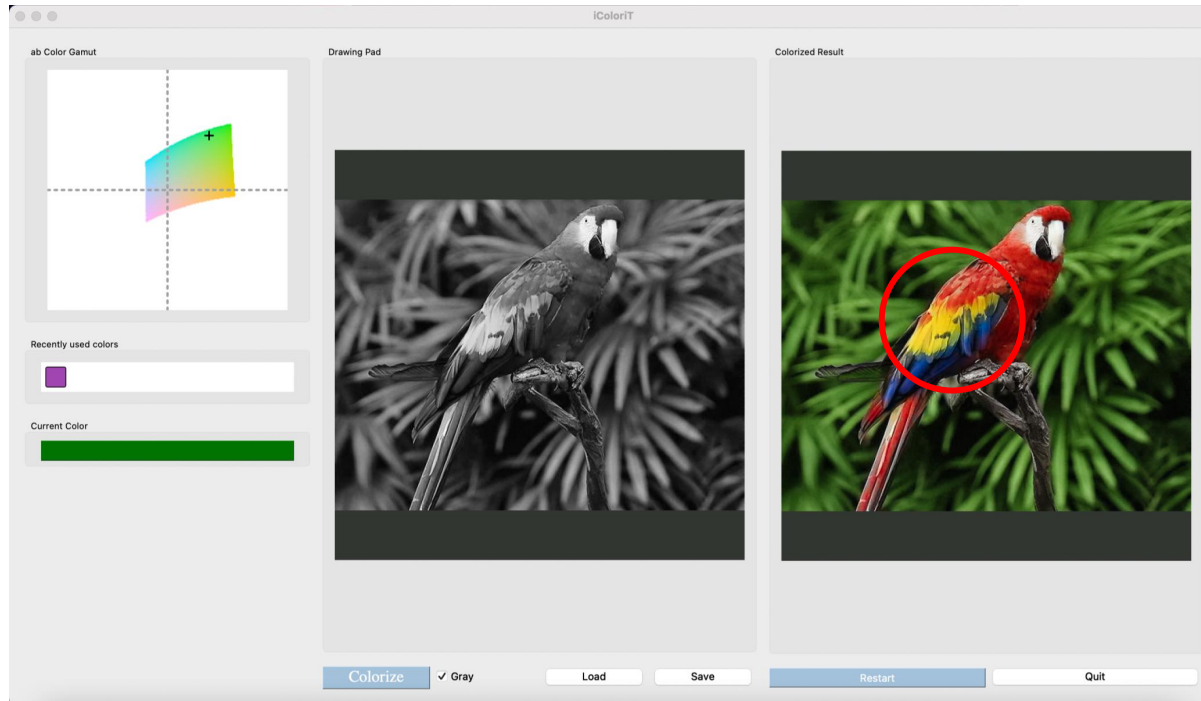 iColoriT
ab Color Gamut
Drawing Pad
Colorized Result
Recently used colors
Current Color
Colorize
Gray
Load
Save
Restart
Quit